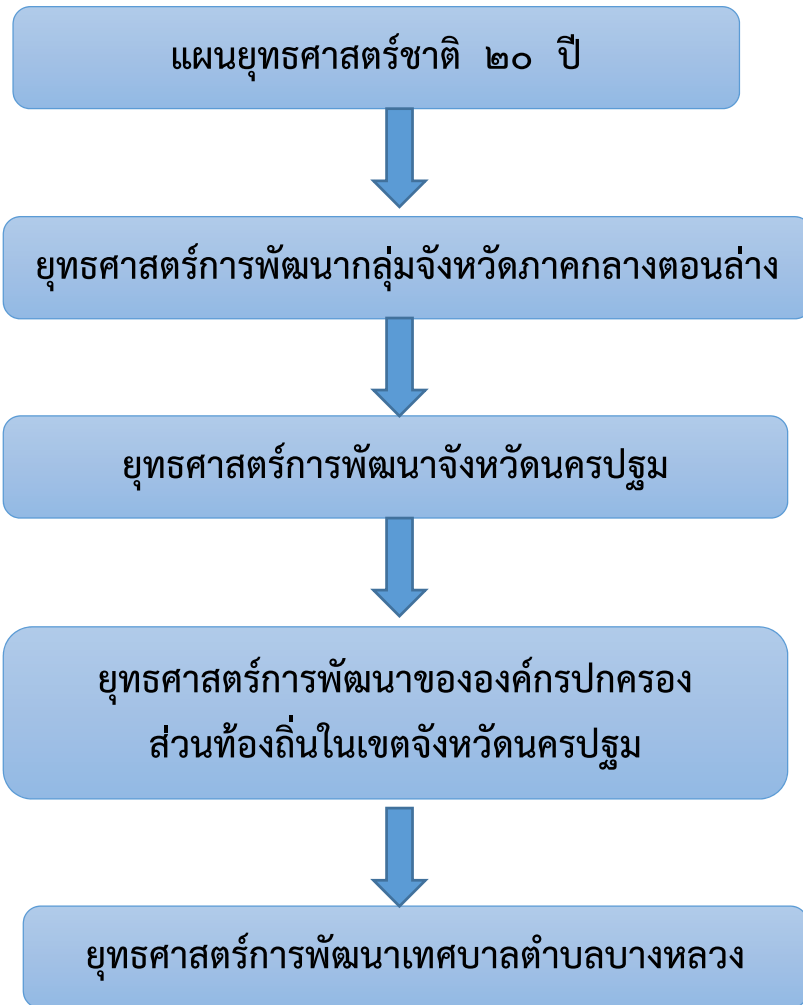 แผนยุทธศาสตร์ชาติ ๒๐ ปี
ยุทธศาสตร์การพัฒนากลุ่มจังหวัดภาคกลางตอนล่าง
ยุทธศาสตร์การพัฒนาจังหวัดนครปฐม
ยุทธศาสตร์การพัฒนาขององค์กรปกครอง
ส่วนท้องถิ่นในเขตจังหวัดนครปฐม
ยุทธศาสตร์การพัฒนาเทศบาลตำบลบางหลวง